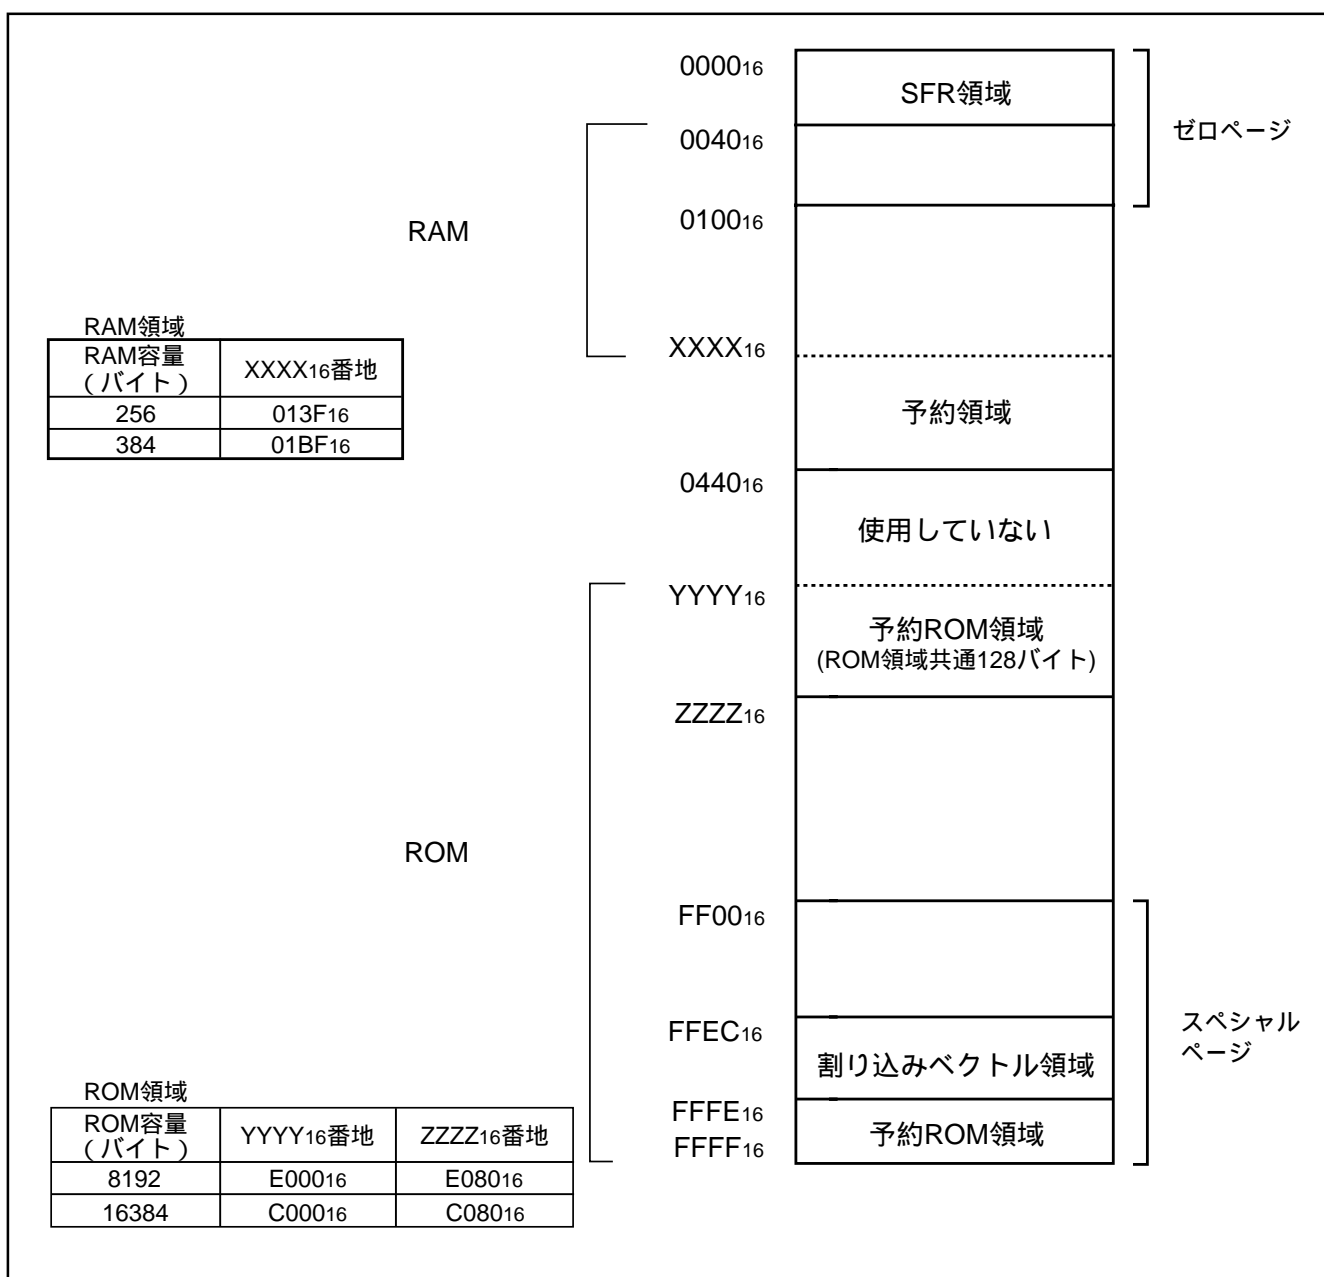 000016
SFR領域
ゼロページ
004016
RAM
010016
RAM領域
RAM容量
(バイト)
XXXX16番地
256
013F16
384
01BF16
XXXX16
予約領域
044016
使用していない
YYYY16
予約ROM領域
(ROM領域共通128バイト)
ZZZZ16
ROM
FF0016
FFEC16
スペシャル
ページ
割り込みベクトル領域
FFFE16
予約ROM領域
FFFF16
ROM領域
ROM容量
(バイト)
YYYY16番地
ZZZZ16番地
8192
E00016
E08016
16384
C00016
C08016